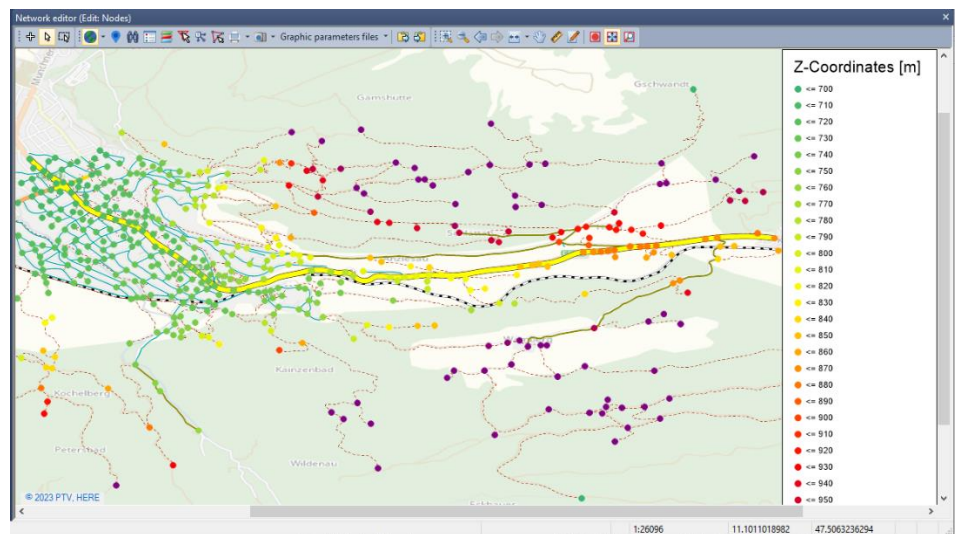 Network editor (Edit: Nodes)
Graphic parameters files
Gschwandt
Gamshütte
Z-Coordinates [m]
<= 700
<= 710
<= 720
<= 730
<= 740
<= 750
<= 760
<= 770
<= 780
<= 790
<= 800
<= 810
<= 820
<= 830
<= 840
<= 850
<= 860
<= 870
<= 880
<= 890
<= 900
<= 910
<= 920
<= 930
<= 940
<= 950
Kainzenbad
Kochelberg
Petersbad
Wildenau
© 2023 PTV, HERE
1:26096
11.1011018982
47.5063236294